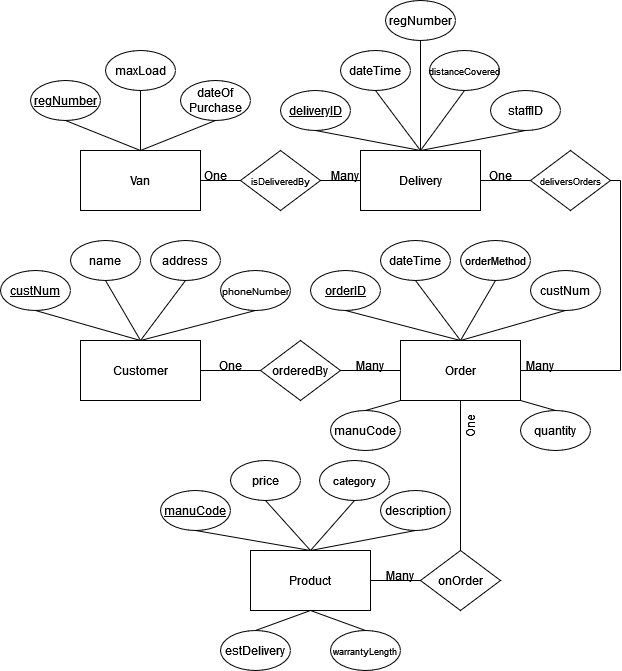 regNumber
dateTime
maxLoad
distanceCovered
regNumber
dateOf
Purchase
deliveryID
staffID
Van
One
isDeliveredBy
Many
Delivery
One
deliversOrders
name
address
dateTime
orderMethod
custNum
phoneNumber
orderID
custNum
Customer
One
orderedBy
Many
Order
Many
manuCode
One
quantity
price
category
manuCode
description
Product
Many
onOrder
estDelivery
warrantyLength